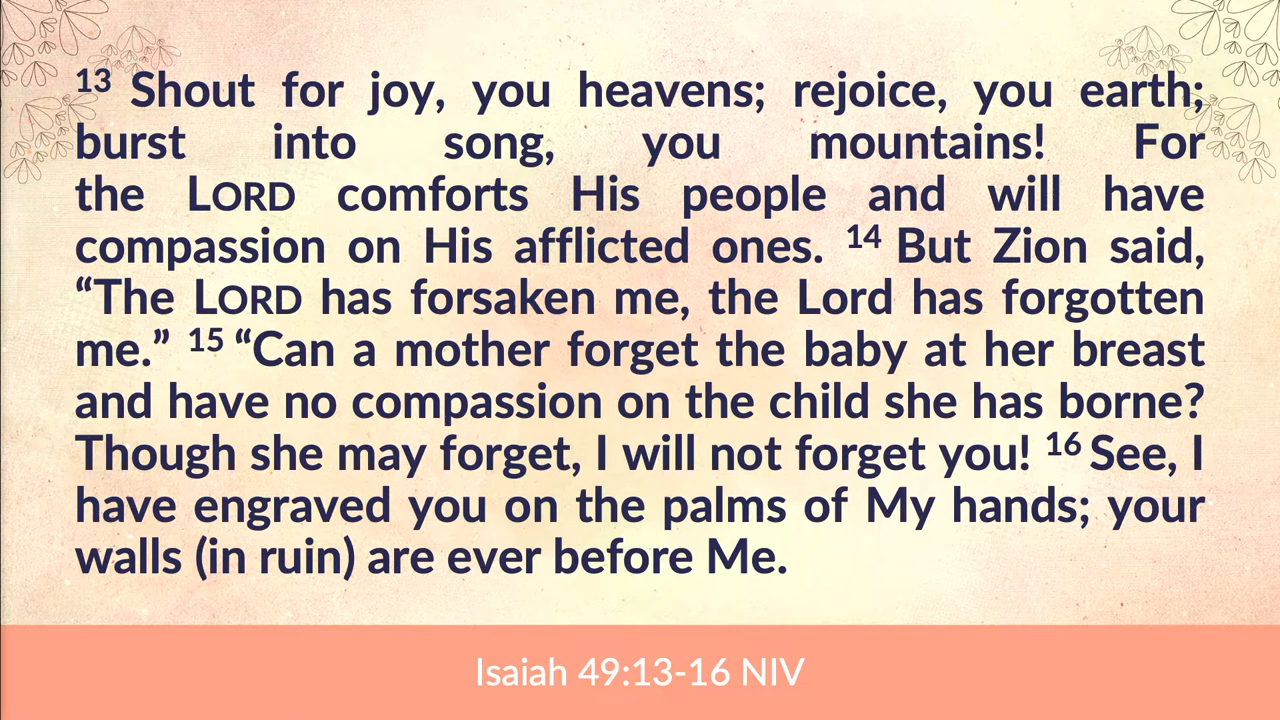 13 Shout for joy, you heavens; rejoice, you earth;
burst into song, you mountains! For
the LORD comforts His people and will have
compassion on His afflicted ones. 14 But Zion said,
“The LORD has forsaken me, the Lord has forgotten
me.” 15 “Can a mother forget the baby at her breast
and have no compassion on the child she has borne?
Though she may forget, I will not forget you! 16 See, I
have engraved you on the palms of My hands; your
walls (in ruin) are ever before Me.
Isaiah 49:13-16 NIV